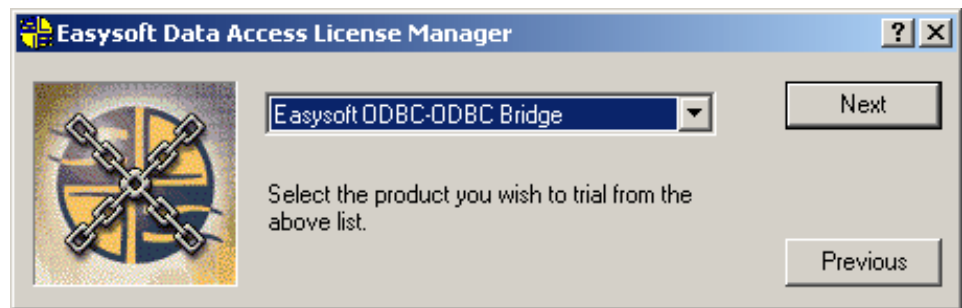 Easysoft Data Access License Manager
Easysoft ODBC-ODBC Bridge
Next
Select the product you wish to trial from the
above list.
Previous